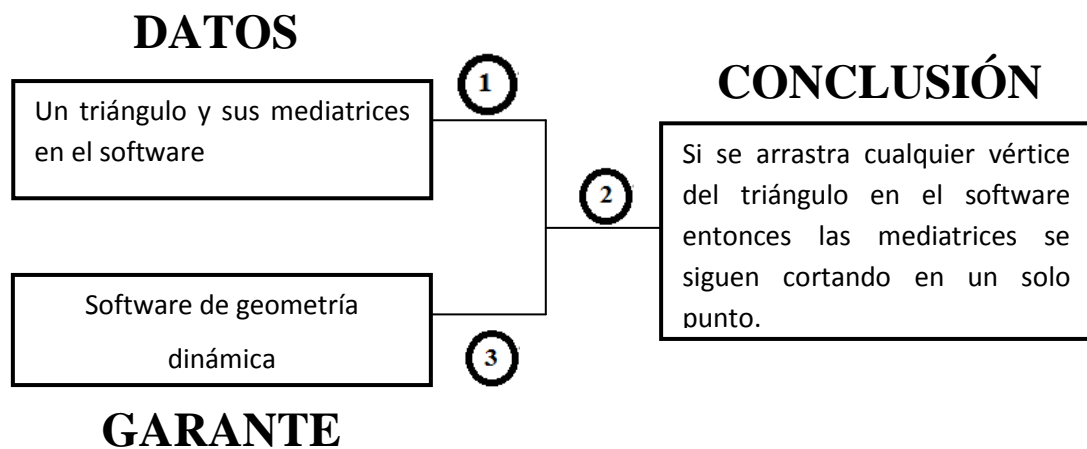 DATOS
1
Un triángulo y sus mediatrices
en el software
CONCLUSIÓN
2
Si se arrastra cualquier vértice
del triángulo en el software
entonces las mediatrices se
siguen cortando en un solo
punto.
Software de geometría
dinámica
3
GARANTE